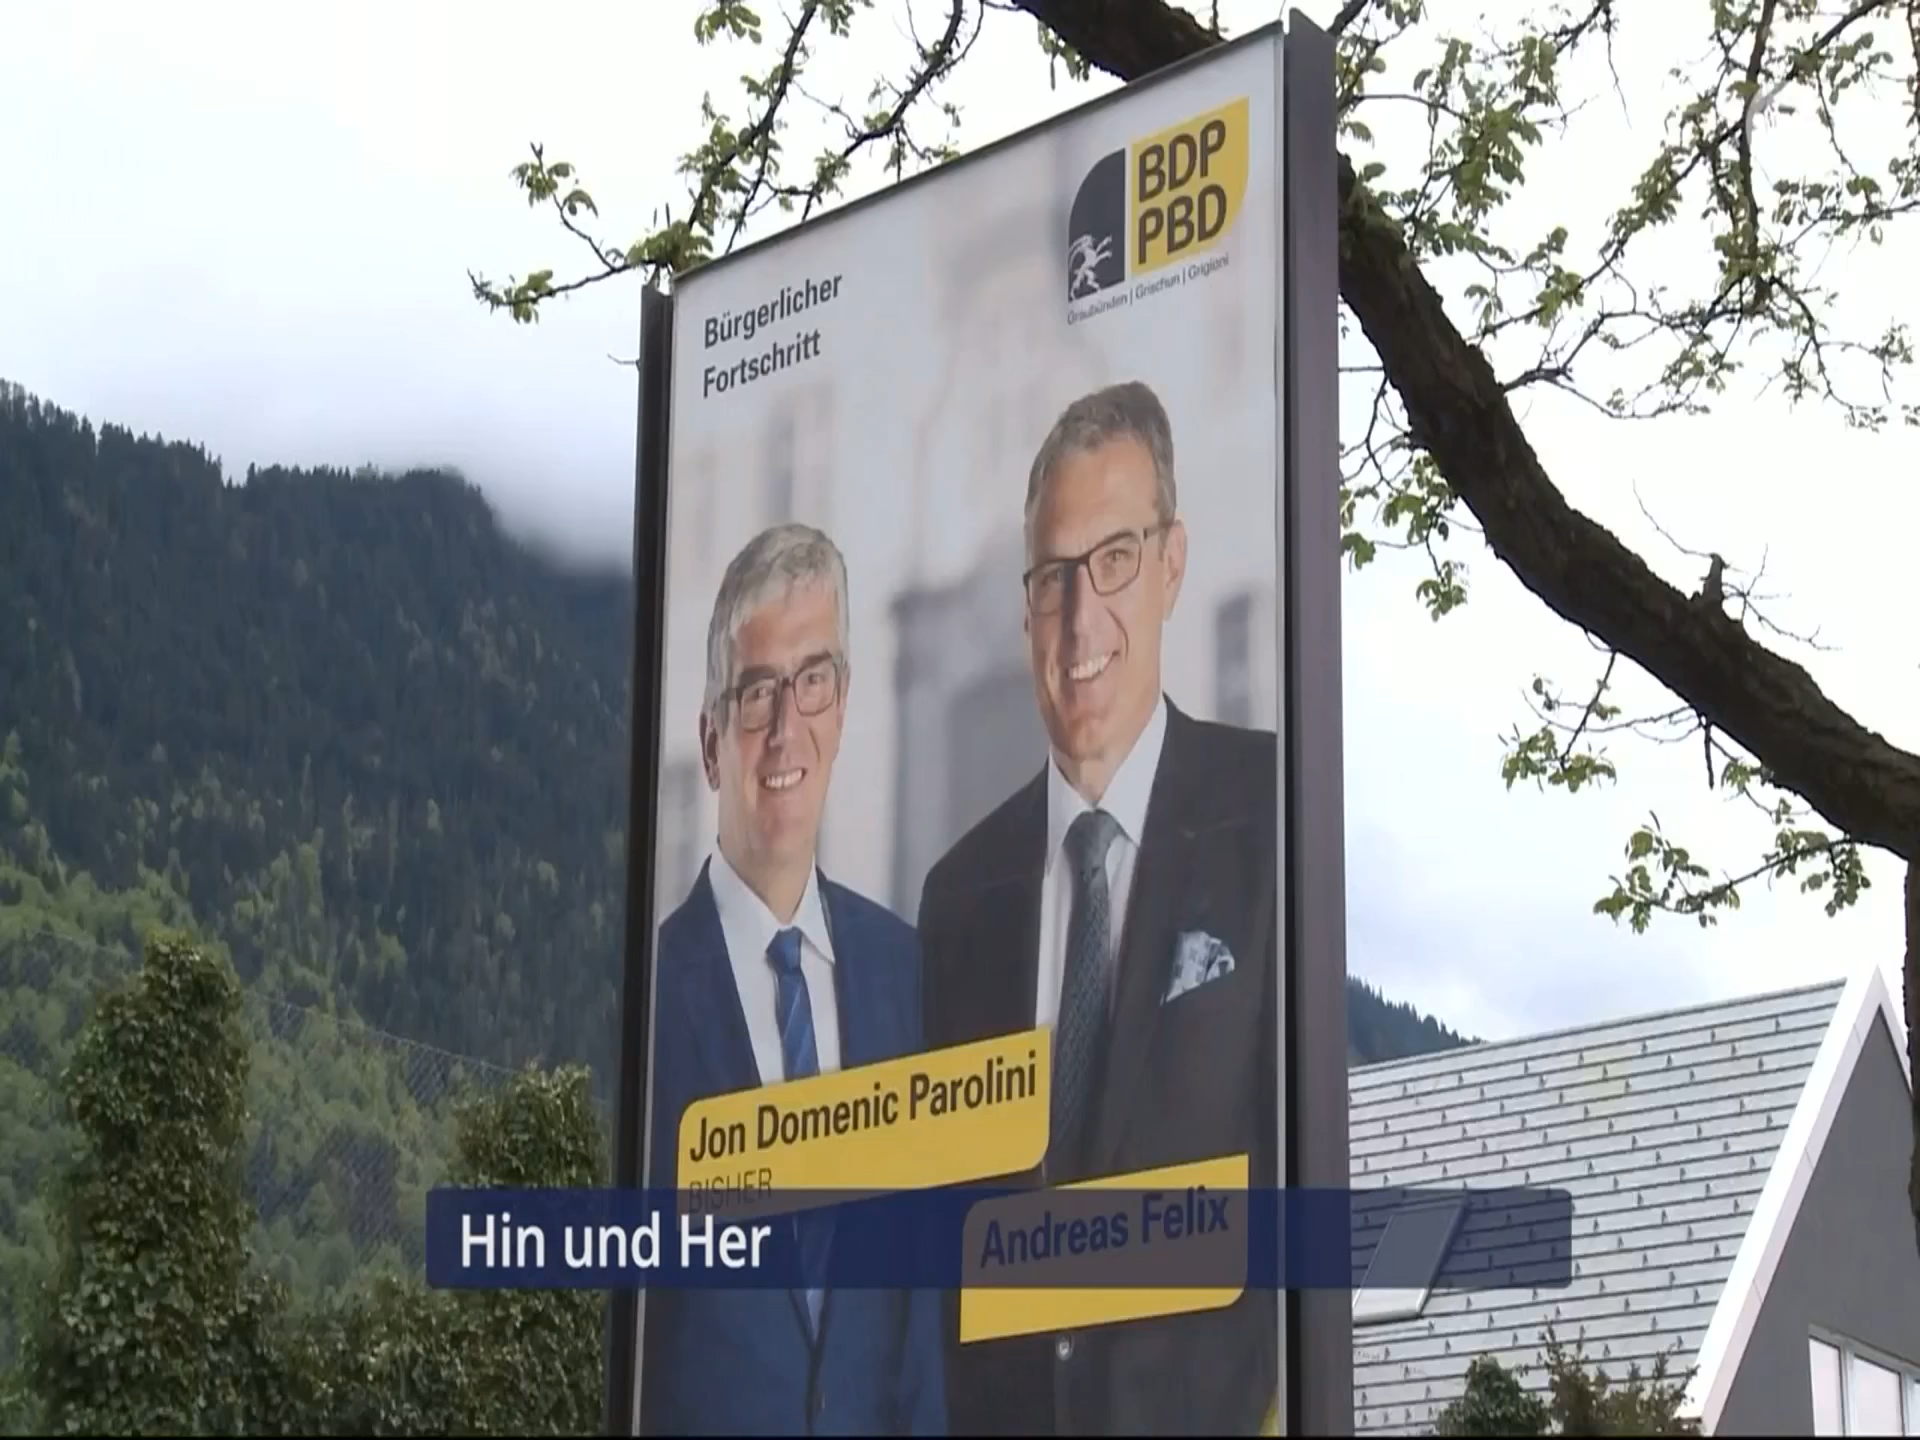 BDP
PBD
Graubünden | Grischun | Grigioni
Bürgerlicher
Fortschritt
Jon Domenic Parolini
BISHER
Andreas Felix
Hin und Her